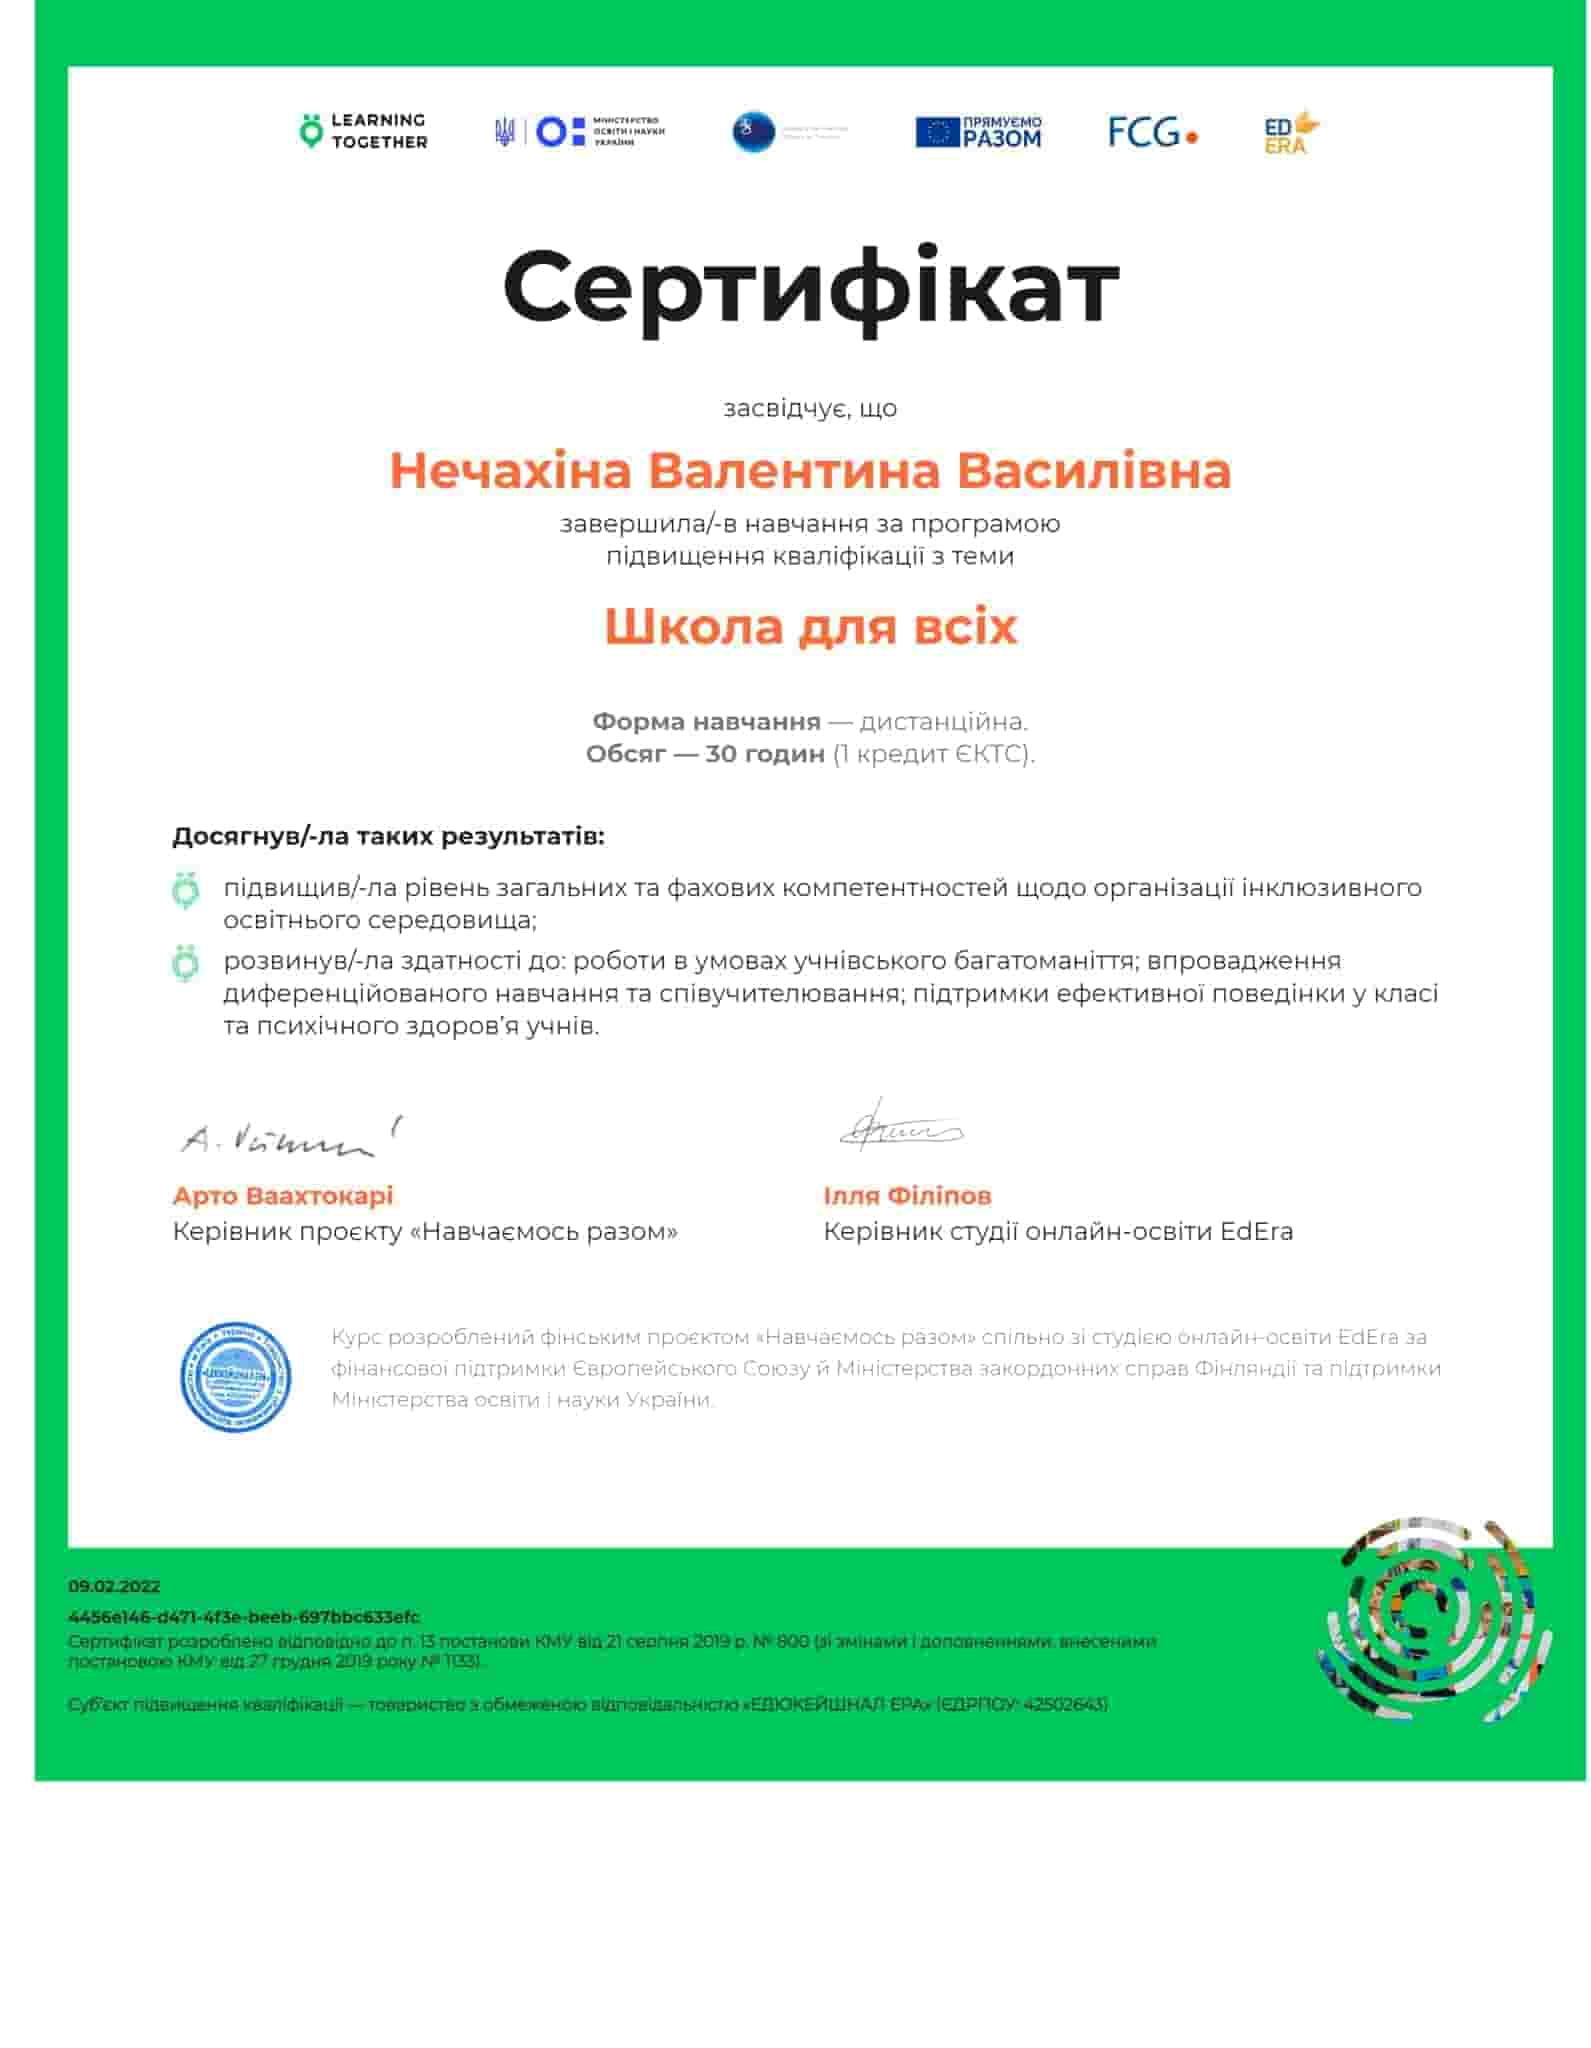 LEARNING
TOGETHER
МІНІСТЕРСТВО
ОСВІТИ І НАУКИ
УКРАЇНИ
ПРЯМУЄМО
РАЗОМ
FCG
ED
ERA
Сертифікат
засвідчує, що
Нечахіна Валентина Василівна
завершила/-в навчання за програмою
підвищення кваліфікації з теми
Школа для всіх
Форма навчання — дистанційна.
Обсяг — 30 годин (1 кредит ЄКТС).
Досягнув/-ла таких результатів:
підвищив/-ла рівень загальних та фахових компетентностей щодо організації інклюзивного
освітнього середовища;
розвинув/-ла здатності до: роботи в умовах учнівського багатоманіття; впровадження
диференційованого навчання та співучителювання; підтримки ефективної поведінки у класі
та психічного здоров’я учнів.
Арто Ваахтокарі
Керівник проєкту «Навчаємось разом»
Ілля Філіпов
Керівник студії онлайн-освіти EdEra
Курс розроблений фінським проєктом «Навчаємось разом» спільно зі студією онлайн-освіти EdEra за
фінансової підтримки Європейського Союзу й Міністерства закордонних справ Фінляндії та підтримки
Міністерства освіти і науки України.
09.02.2022
4456e146-d471-4f3e-beeb-697bbc633efc
Сертифікат розроблено відповідно до п. 13 постанови КМУ від 21 серпня 2019 р. № 800 (зі змінами і доповненнями, внесеними
постановою КМУ від 27 грудня 2019 року № 1133).
Суб’єкт підвищення кваліфікації — товариство з обмеженою відповідальністю «ЕДЮКЕЙШНАЛ ЕРА» (ЄДРПОУ: 42502643)